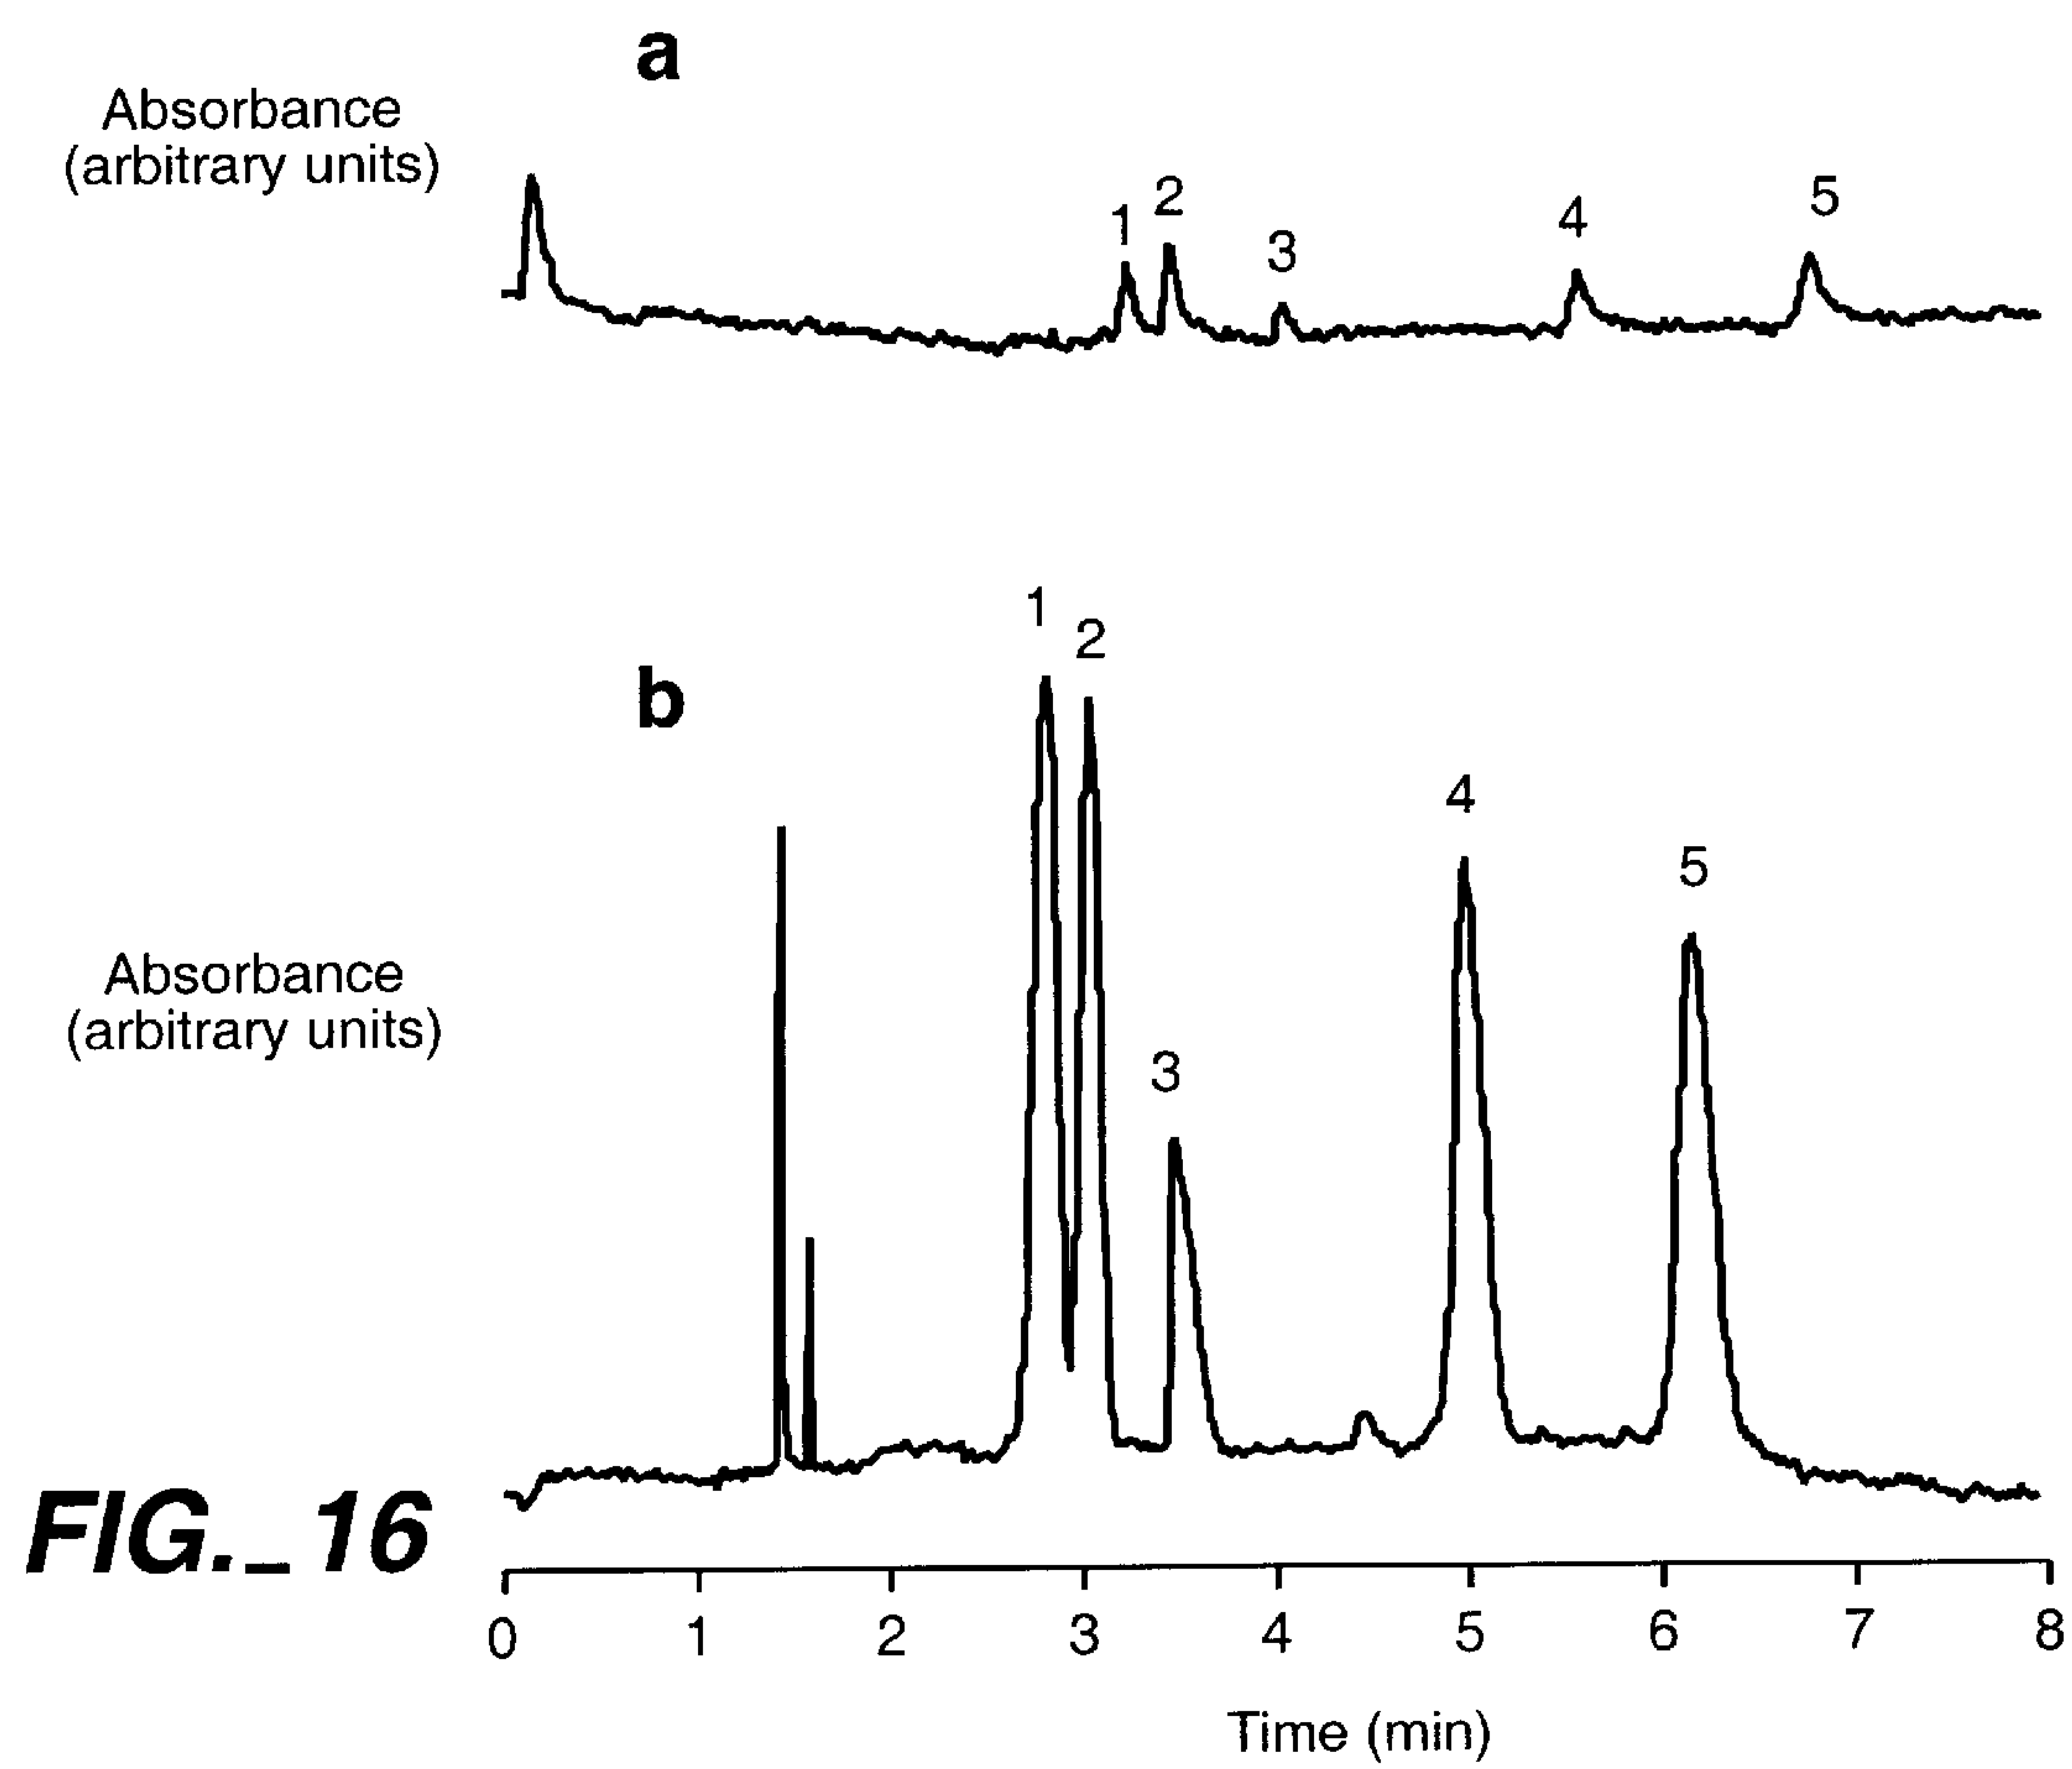 a
Absorbance
(arbitrary units)
1 2 3 4 5
1 2
b
4
5
Absorbance
(arbitrary units)
3
FIG._16
0 1 2 3 4 5 6 7 8
Time (min)